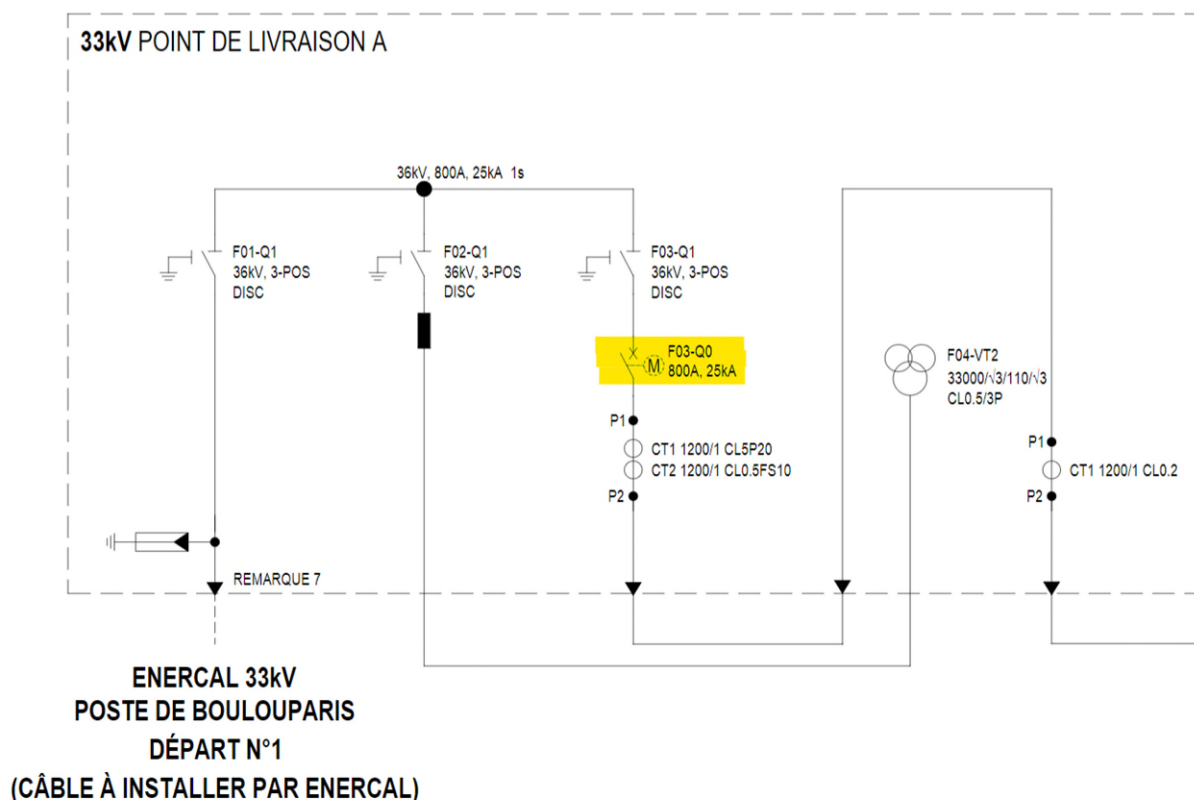 33kV POINT DE LIVRAISON A
36kV, 800A, 25kA 1s
F01-Q1
36kV, 3-POS
DISC
F02-Q1
36kV, 3-POS
DISC
F03-Q1
36kV, 3-POS
DISC
F03-Q0
M
800A, 25kA
F04-VT2
33000/√3/110/√3
CL0.5/3P
P1
CT1 1200/1 CL5P20
CT2 1200/1 CL0.5FS10
P2
P1
CT1 1200/1 CL0.2
P2
REMARQUE 7
ENERCAL 33kV
POSTE DE BOULOUPARIS
DÉPART N°1
(CÂBLE À INSTALLER PAR ENERCAL)